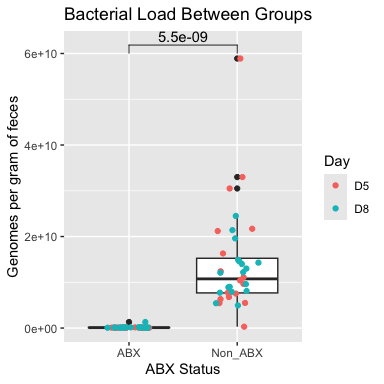 Bacterial Load Between Groups
5.5e-09
6e+10
4e+10
2e+10
0e+00
Genomes per gram of feces
ABX
Non_ABX
ABX Status
Day
D5
D8